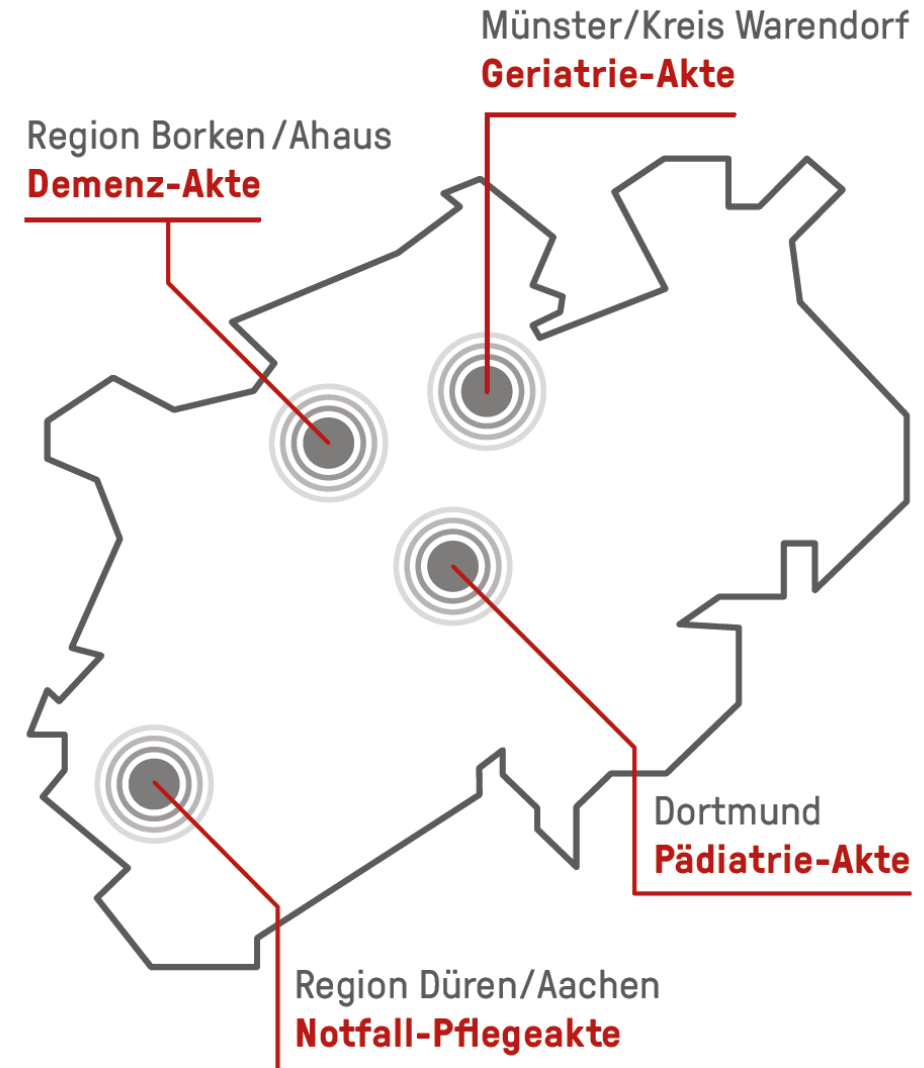 Münster/Kreis Warendorf
Geriatrie-Akte
Region Borken/Ahaus
Demenz-Akte
Dortmund
Pädiatrie-Akte
Region Düren/Aachen
Notfall-Pflegeakte